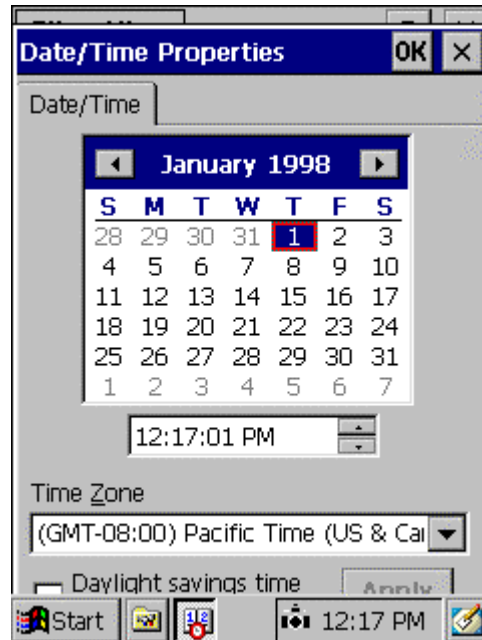 Date/Time Properties OK ×
Date/Time
January 1998
S M T W T F S
28 29 30 31 1 2 3
4 5 6 7 8 9 10
11 12 13 14 15 16 17
18 19 20 21 22 23 24
25 26 27 28 29 30 31
1 2 3 4 5 6 7
12:17:01 PM
Time Zone
(GMT-08:00) Pacific Time (US & Ca
Daylight savings time Apply
Start 12:17 PM